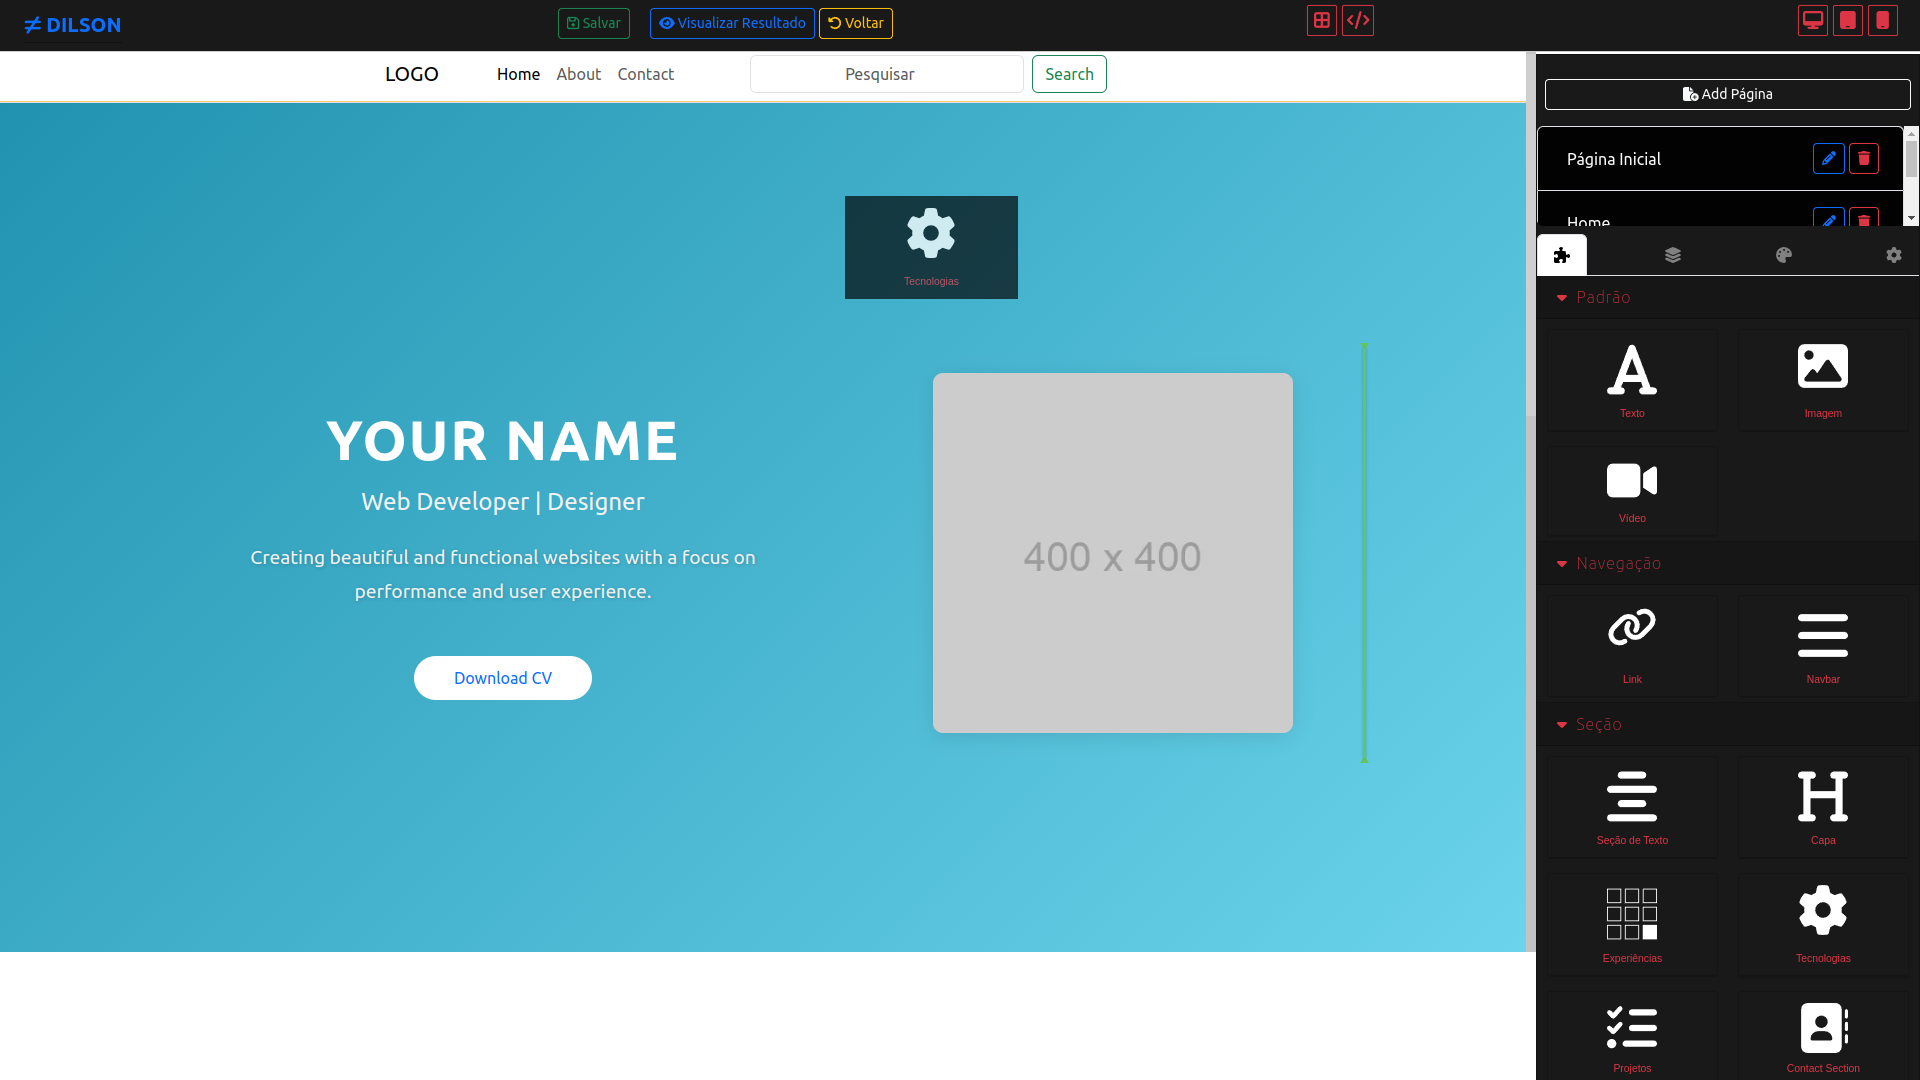 ≠ DILSON
Salvar
Visualizar Resultado
Voltar
LOGO
Home
About
Contact
Pesquisar
Search
Add Página
Página Inicial
Home
Tecnologias
Padrão
Texto
Imagem
Vídeo
YOUR NAME
Web Developer | Designer
Creating beautiful and functional websites with a focus on
performance and user experience.
Download CV
400 x 400
Navegação
Link
Navbar
Seção
Seção de Texto
Capa
Experiências
Tecnologias
Projetos
Contact Section